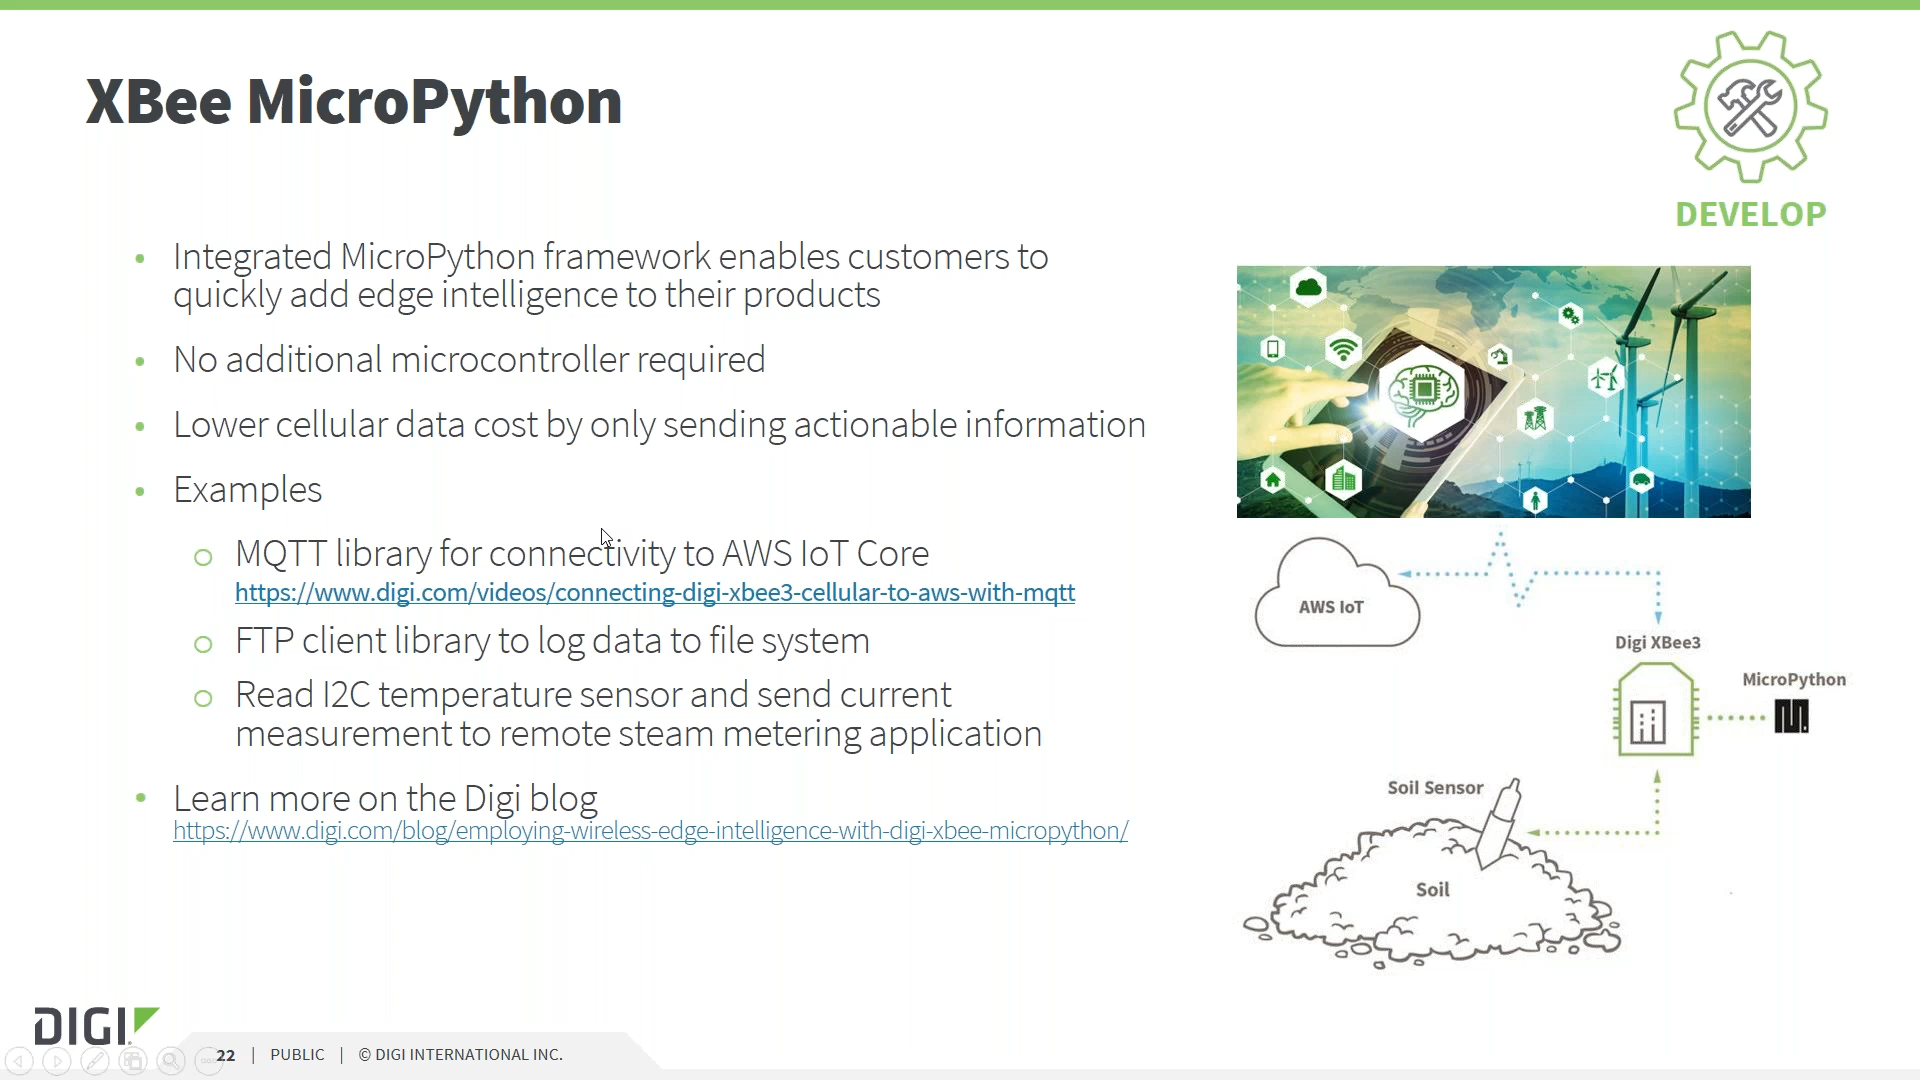 XBee MicroPython
DEVELOP
Integrated MicroPython framework enables customers to
quickly add edge intelligence to their products
No additional microcontroller required
Lower cellular data cost by only sending actionable information
Examples
MQTT library for connectivity to AWS IoT Core
https://www.digi.com/videos/connecting-digi-xbee3-cellular-to-aws-with-mqtt
FTP client library to log data to file system
Read I2C temperature sensor and send current
measurement to remote steam metering application
Learn more on the Digi blog
https://www.digi.com/blog/employing-wireless-edge-intelligence-with-digi-xbee-micropython/
AWS IoT
Digi XBee3
MicroPython
Soil Sensor
Soil
DIGI
22 | PUBLIC | © DIGI INTERNATIONAL INC.